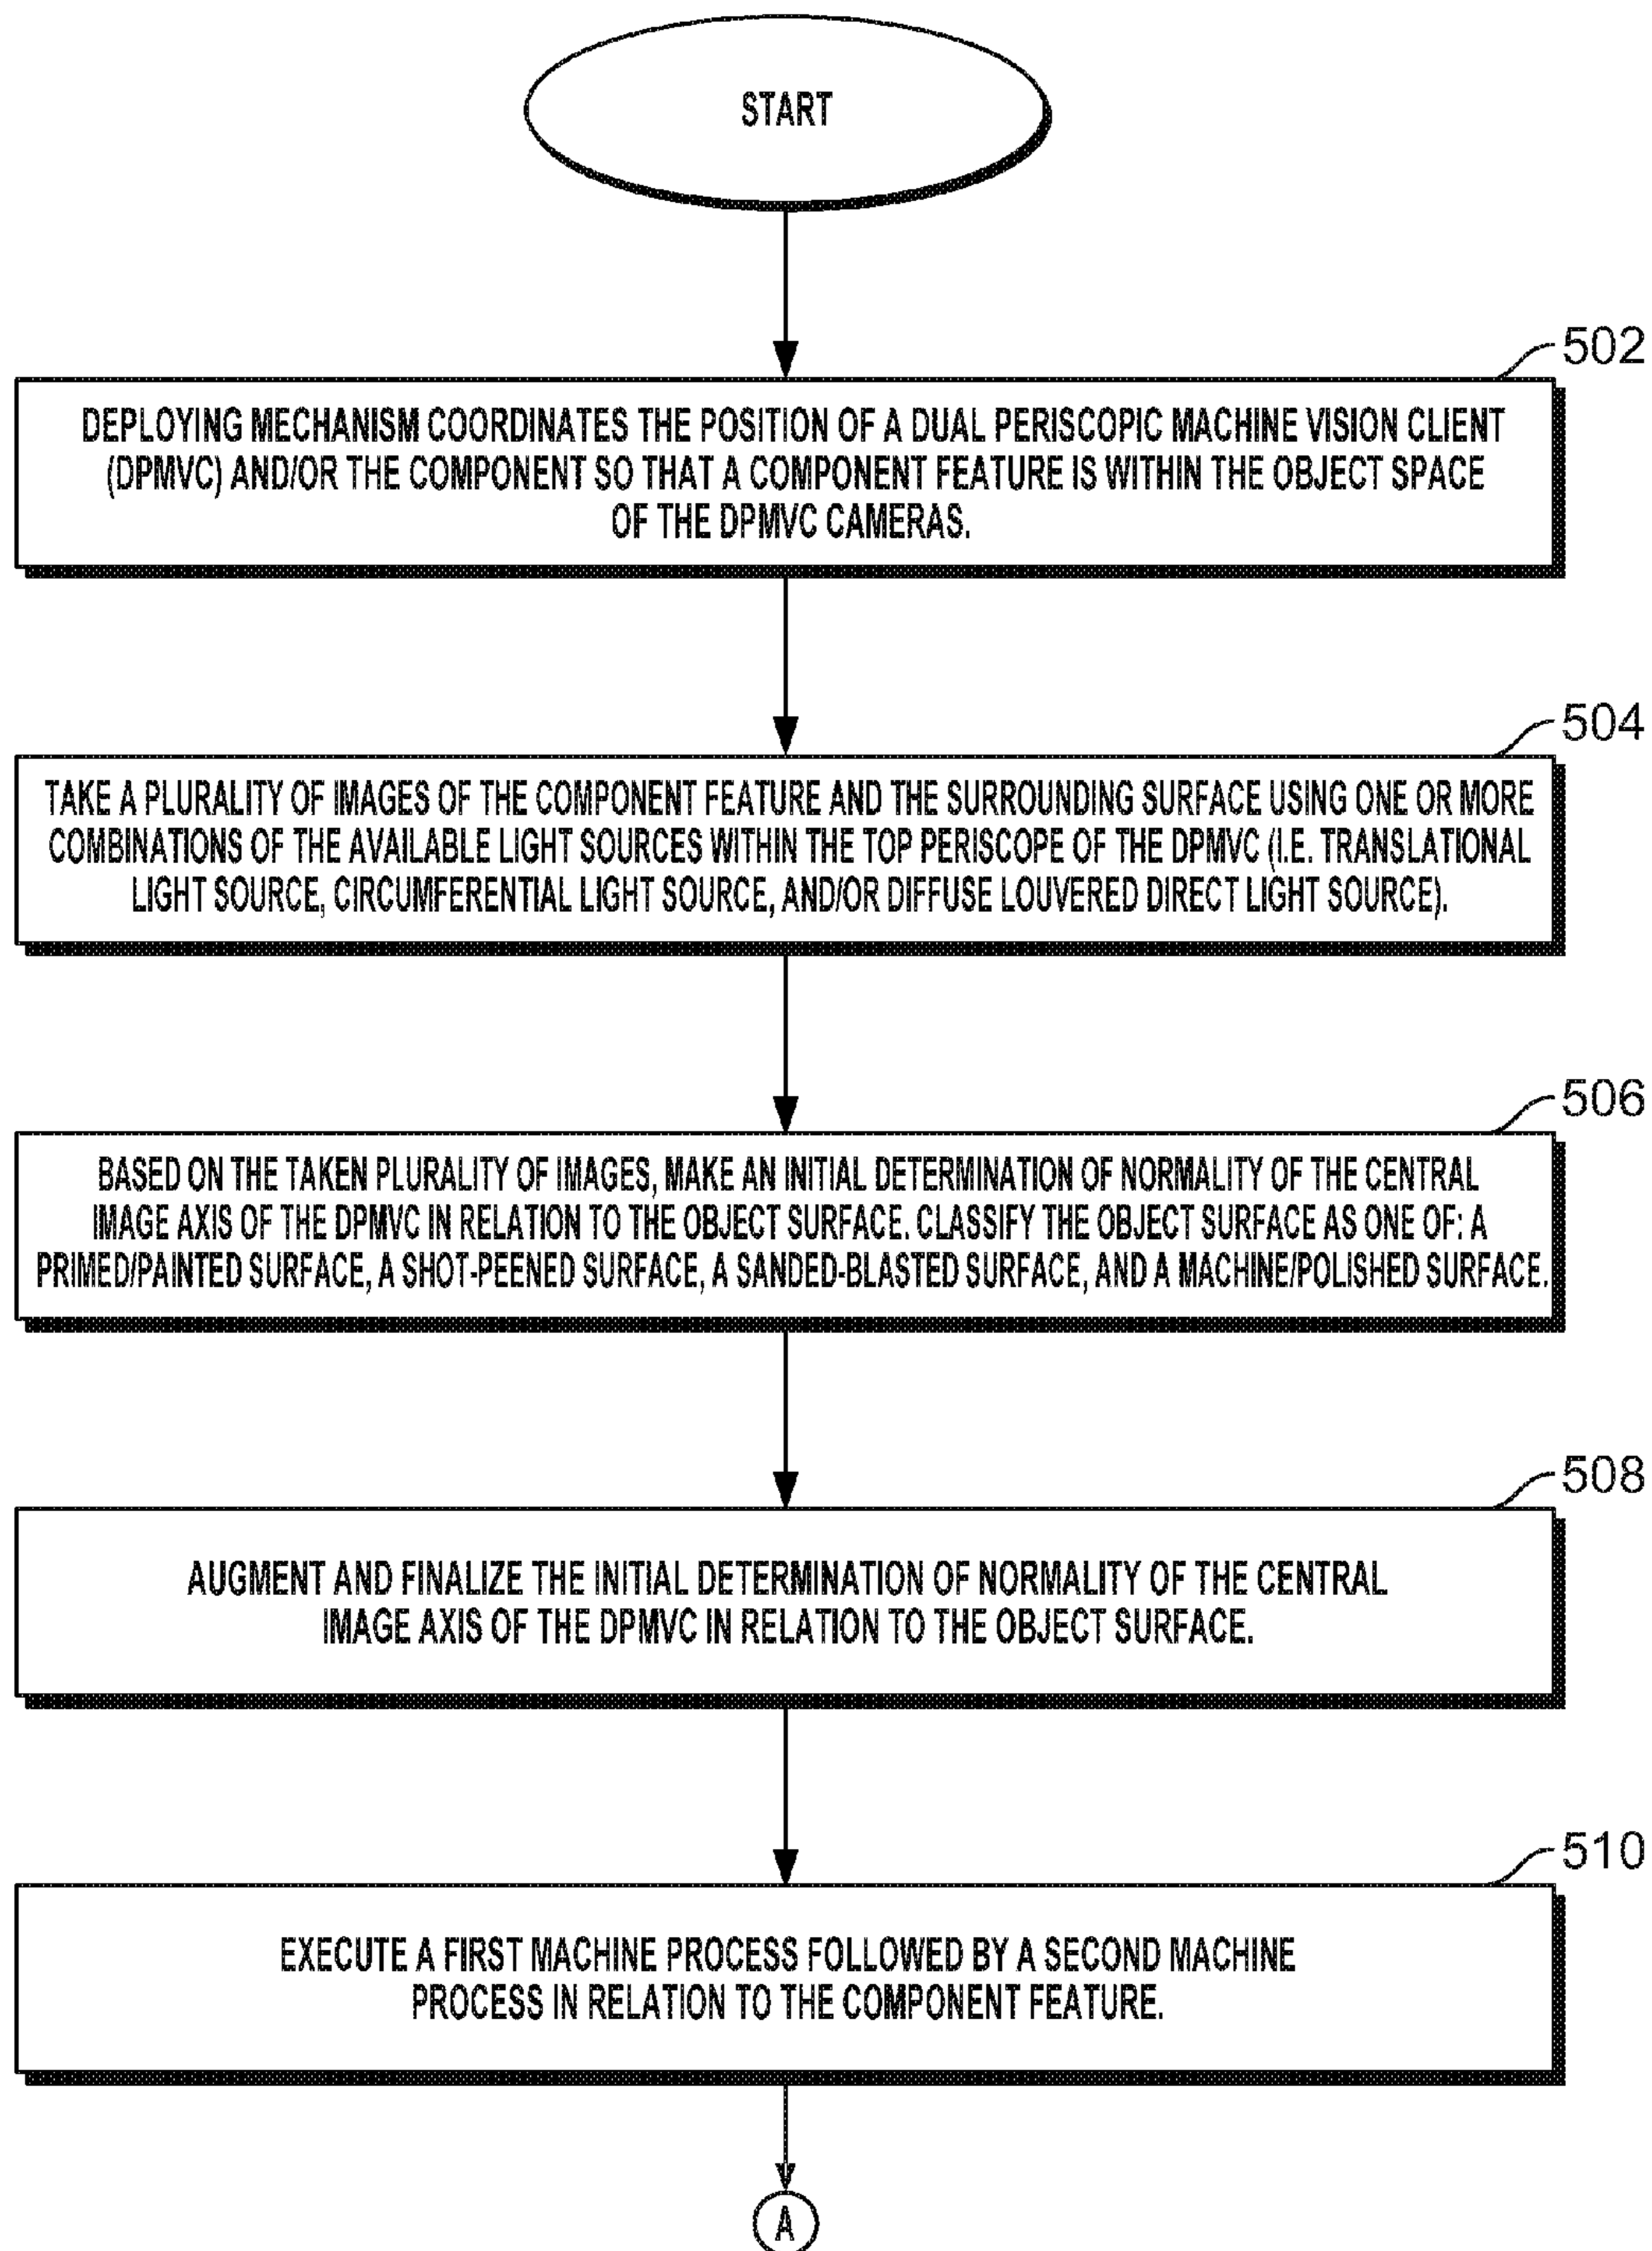 START
502
DEPLOYING MECHANISM COORDINATES THE POSITION OF A DUAL PERISCOPIC MACHINE VISION CLIENT
(DPMVC) AND/OR THE COMPONENT SO THAT A COMPONENT FEATURE IS WITHIN THE OBJECT SPACE
OF THE DPMVC CAMERAS.
504
TAKE A PLURALITY OF IMAGES OF THE COMPONENT FEATURE AND THE SURROUNDING SURFACE USING ONE OR MORE
COMBINATIONS OF THE AVAILABLE LIGHT SOURCES WITHIN THE TOP PERISCOPE OF THE DPMVC (I.E. TRANSLATIONAL
LIGHT SOURCE, CIRCUMFERENTIAL LIGHT SOURCE, AND/OR DIFFUSE LOUVERED DIRECT LIGHT SOURCE).
506
BASED ON THE TAKEN PLURALITY OF IMAGES, MAKE AN INITIAL DETERMINATION OF NORMALITY OF THE CENTRAL
IMAGE AXIS OF THE DPMVC IN RELATION TO THE OBJECT SURFACE. CLASSIFY THE OBJECT SURFACE AS ONE OF: A
PRIMED/PAINTED SURFACE, A SHOT-PEENED SURFACE, A SANDED-BLASTED SURFACE, AND A MACHINE/POLISHED SURFACE.
508
AUGMENT AND FINALIZE THE INITIAL DETERMINATION OF NORMALITY OF THE CENTRAL
IMAGE AXIS OF THE DPMVC IN RELATION TO THE OBJECT SURFACE.
510
EXECUTE A FIRST MACHINE PROCESS FOLLOWED BY A SECOND MACHINE
PROCESS IN RELATION TO THE COMPONENT FEATURE.
A